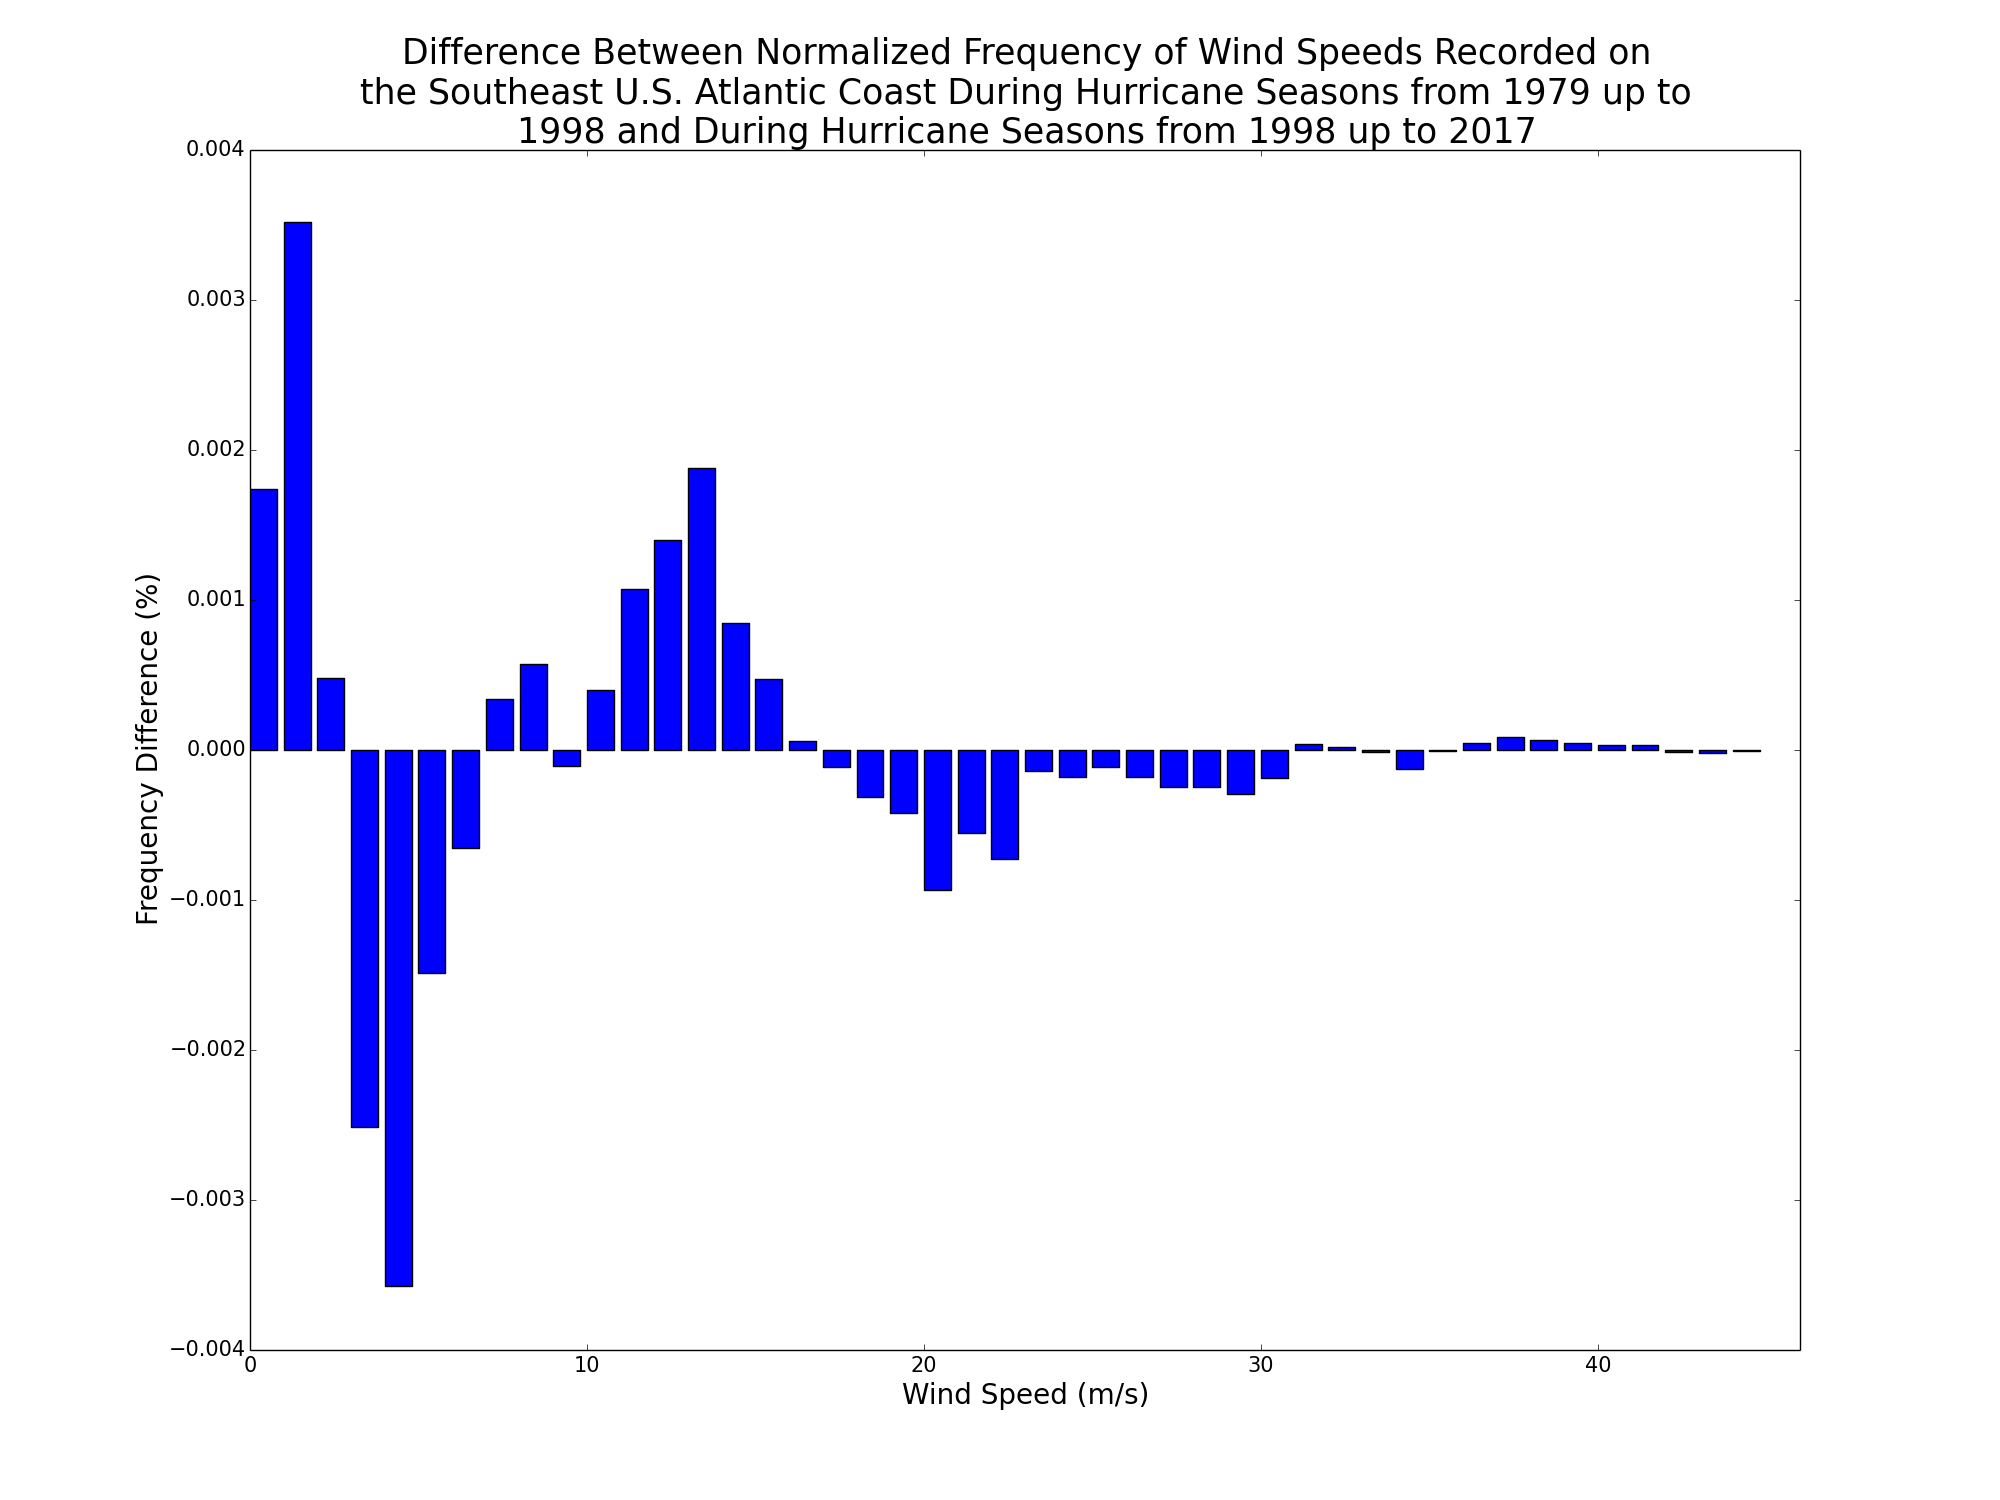 Difference Between Normalized Frequency of Wind Speeds Recorded on
the Southeast U.S. Atlantic Coast During Hurricane Seasons from 1979 up to
1998 and During Hurricane Seasons from 1998 up to 2017
0.004
0.003
0.002
0.001
0.000
−0.001
−0.002
−0.003
−0.004
Frequency Difference (%)
0 10 20 30 40
Wind Speed (m/s)